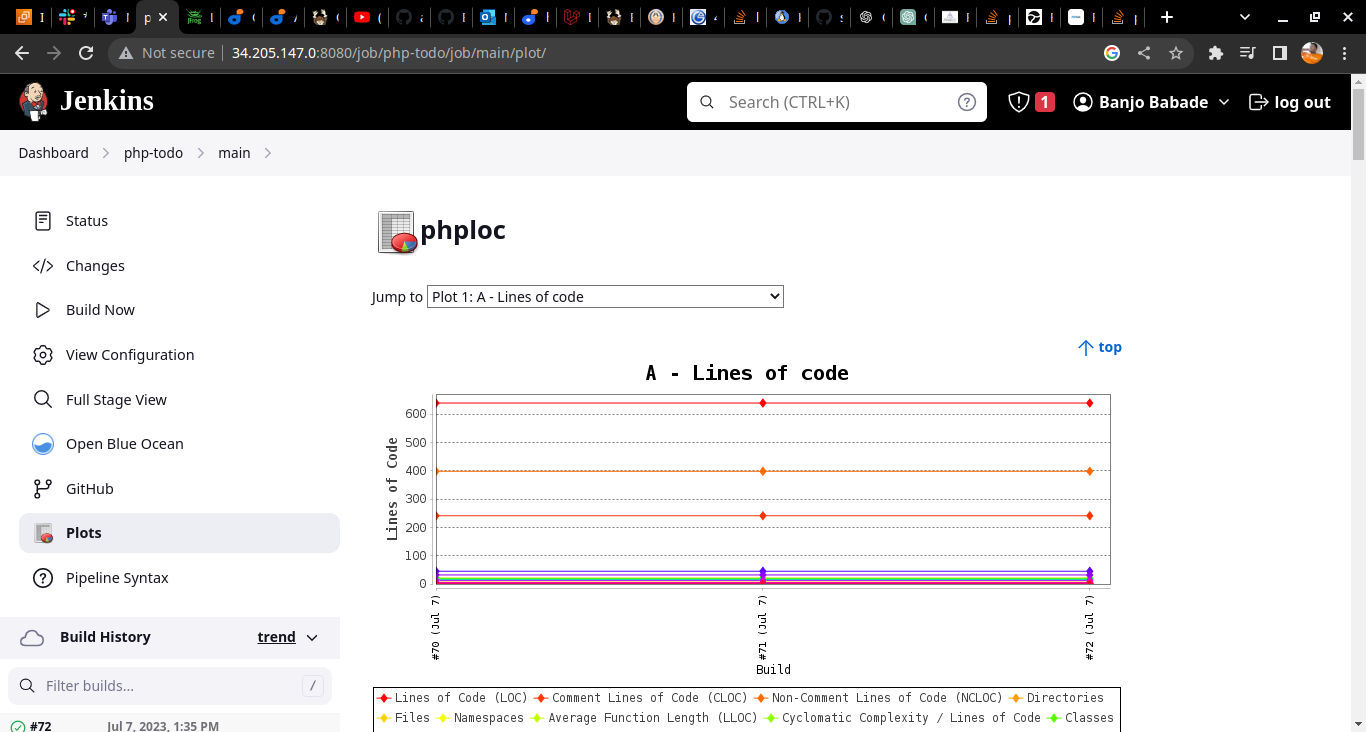 Not secure 34.205.147.0:8080/job/php-todo/job/main/plot/
Jenkins
Search (CTRL+K)
1
Banjo Babade
log out
Dashboard
php-todo
main
Status
Changes
Build Now
View Configuration
Full Stage View
Open Blue Ocean
GitHub
Plots
Pipeline Syntax
Build History
trend
Filter builds...
/
#72 Jul 7, 2023, 1:35 PM
phploc
Jump to Plot 1: A - Lines of code
top
A - Lines of code
Lines of Code
600
500
400
300
200
100
0
#70 (Jul 7)
#71 (Jul 7)
#72 (Jul 7)
Build
Lines of Code (LOC) Comment Lines of Code (CLOC) Non-Comment Lines of Code (NCLOC) Directories
Files Namespaces Average Function Length (LLOC) Cyclomatic Complexity / Lines of Code Classes